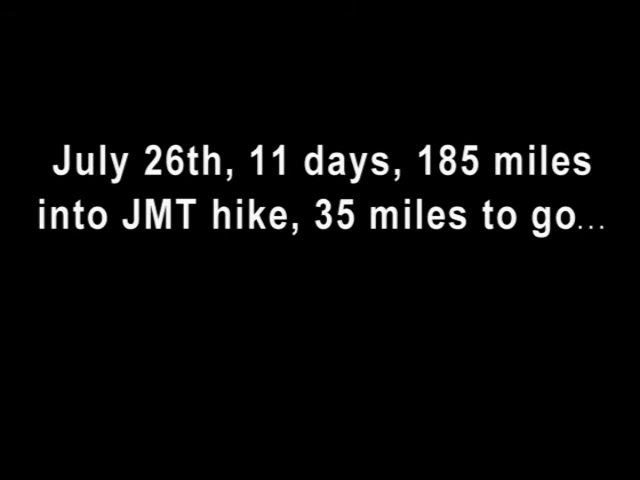 July 26th, 11 days, 185 miles
into JMT hike, 35 miles to go...